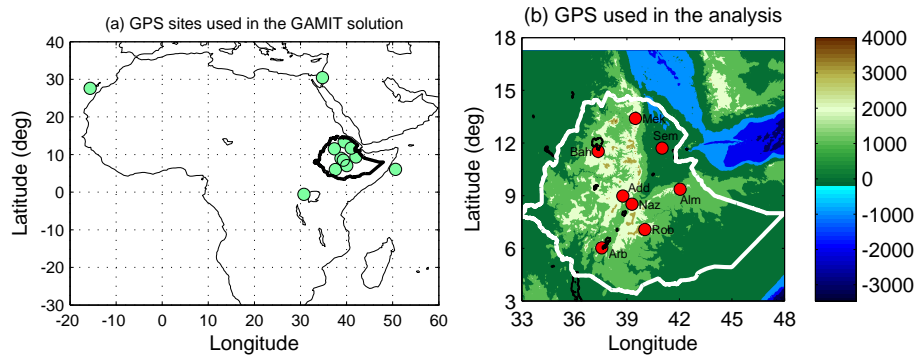 (a) GPS sites used in the GAMIT solution
40
30
20
10
0
10
20
30
-20 -10 0 10 20 30 40 50 60
Latitude (deg)
Longitude
(b) GPS used in the analysis
18
15
12
9
6
3
33 36 39 42 45 48
Latitude (deg)
Longitude
Mek
Sem
Bah
Add
Alm
Naz
Rob
Arb
4000
3000
2000
1000
0
-1000
-2000
-3000